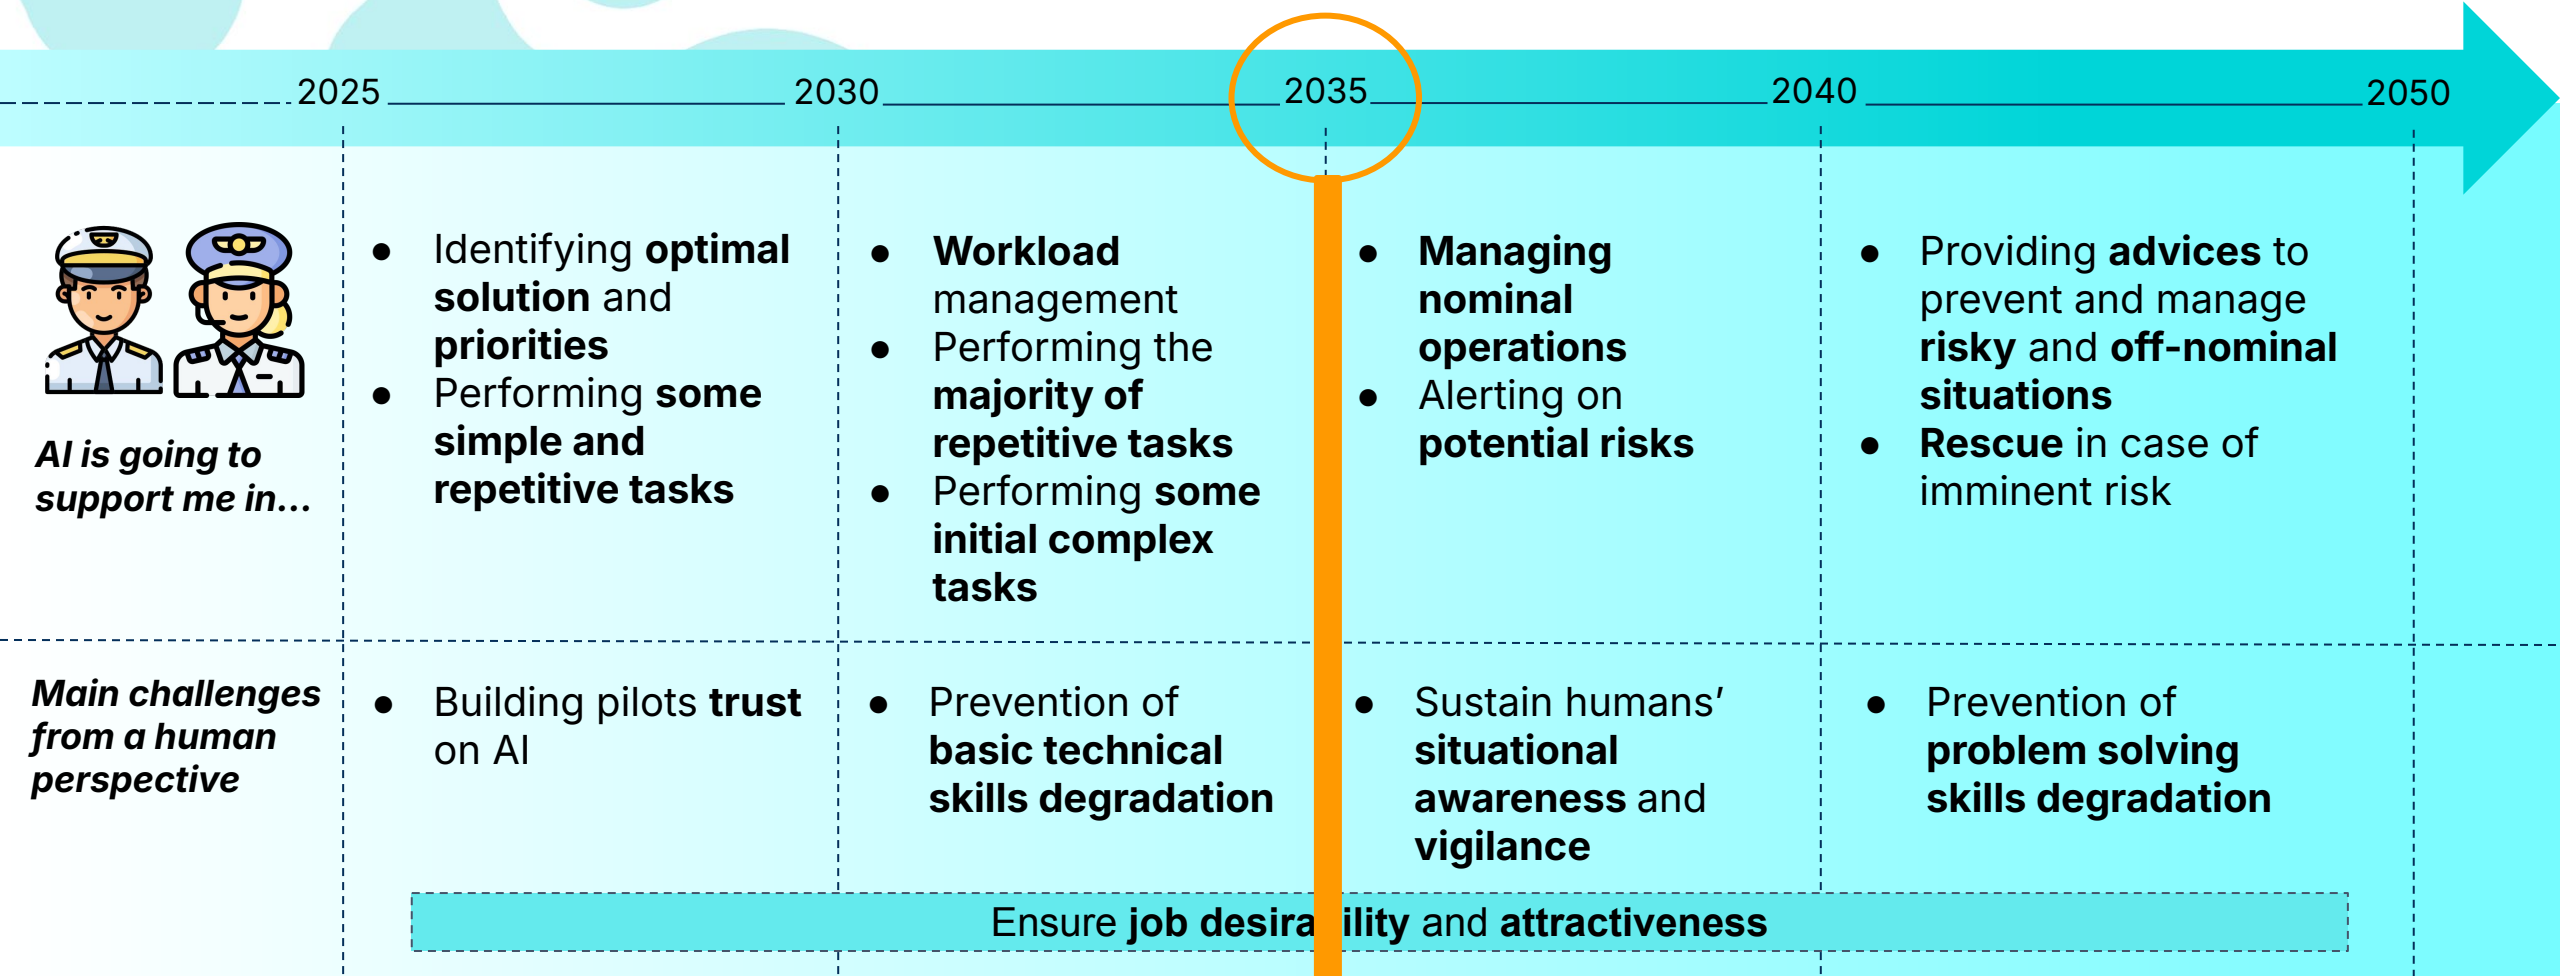 2025 2030 2035 2040 2050
AI is going to
support me in...
● Identifying optimal
solution and
priorities
● Performing some
simple and
repetitive tasks
● Workload
management
● Performing the
majority of
repetitive tasks
● Performing some
initial complex
tasks
● Managing
nominal
operations
● Alerting on
potential risks
● Providing advices to
prevent and manage
risky and off-nominal
situations
● Rescue in case of
imminent risk
Main challenges
from a human
perspective
● Building pilots trust
on AI
● Prevention of
basic technical
skills degradation
● Sustain humans’
situational
awareness and
vigilance
● Prevention of
problem solving
skills degradation
Ensure job desira ility and attractiveness